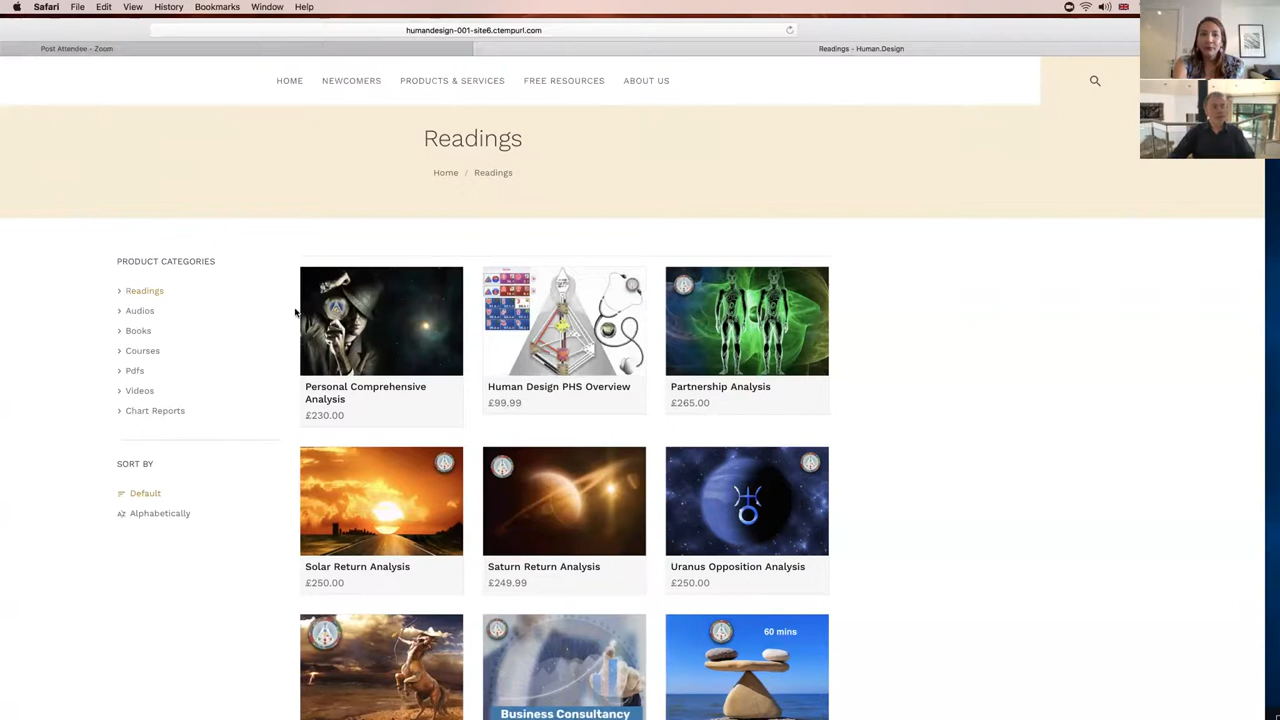 Safari File Edit View History Bookmarks Window Help
humandesign-001-site6.ctempurl.com
Post Attendee - Zoom
Readings - Human.Design
HOME NEWCOMERS PRODUCTS & SERVICES FREE RESOURCES ABOUT US
Readings
Home / Readings
PRODUCT CATEGORIES
Readings
Audios
Books
Courses
Pdfs
Videos
Chart Reports
SORT BY
Default
Alphabetically
Personal Comprehensive
Analysis
£230.00
Human Design PHS Overview
£99.99
Partnership Analysis
£265.00
Solar Return Analysis
£250.00
Saturn Return Analysis
£249.99
Uranus Opposition Analysis
£250.00
Business Consultancy
60 mins